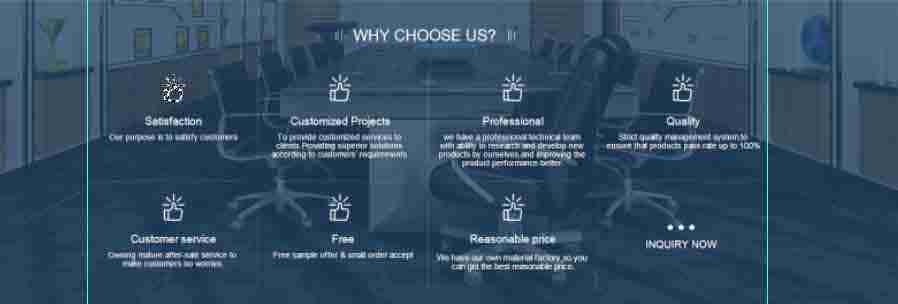 WHY CHOOSE US?
Satisfaction
Our purpose is to satisfy customers
Customized Projects
To provide customized services to
clients.Providing superior solutions
according to customers' requirements
Professional
we have a professional technical team
with ability to research and develop new
products by ourselves and improving the
product performance better.
Quality
Strict quality management system,to
ensure that products pass rate up to 100%
Customer service
Owning mature after-sale service to
make customers no worries.
Free
Free sample offer & small order accept
Reasonable price
We have our own material factory,so you
can get the best reasonable price.
INQUIRY NOW